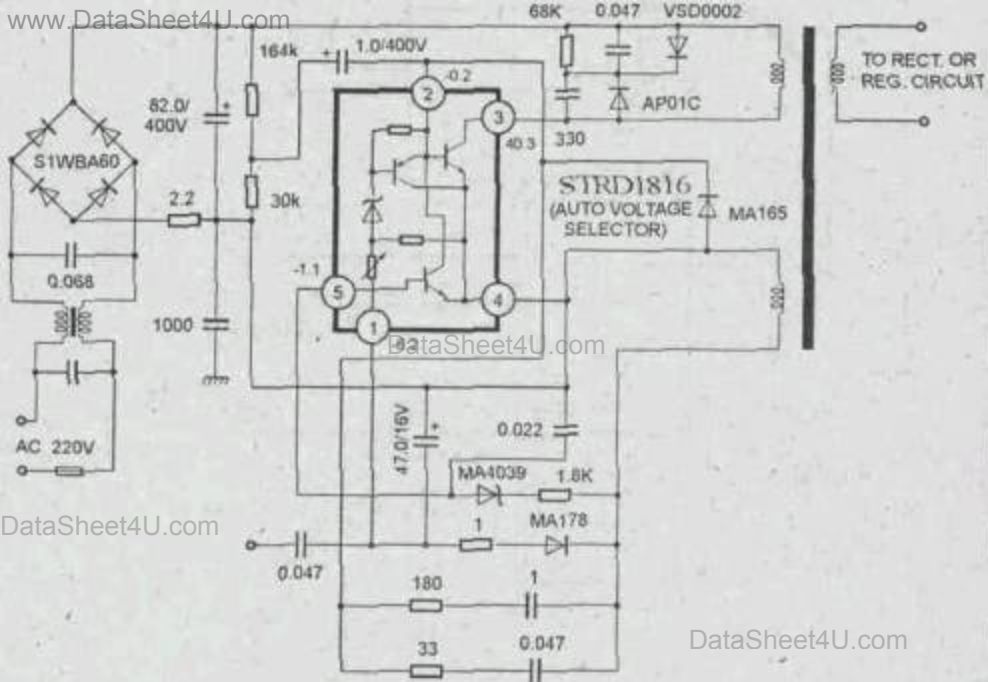 www.DataSheet4U.com
68K 0.047 VSD0002
164k
1.0/400V
TO RECT. OR
REG. CIRCUIT
-0.2
2
3
AP01C
82.0/
400V
40.3
330
S1WBA60
STRD1816
(AUTO VOLTAGE
SELECTOR)
MA165
2.2
30k
-1.1
5
4
0.068
1
1000
-6.2
DataSheet4U.com
47.0/16V
0.022
AC 220V
MA4039
1.8K
DataSheet4U.com
1
MA178
0.047
180
1
33
0.047
DataSheet4U.com